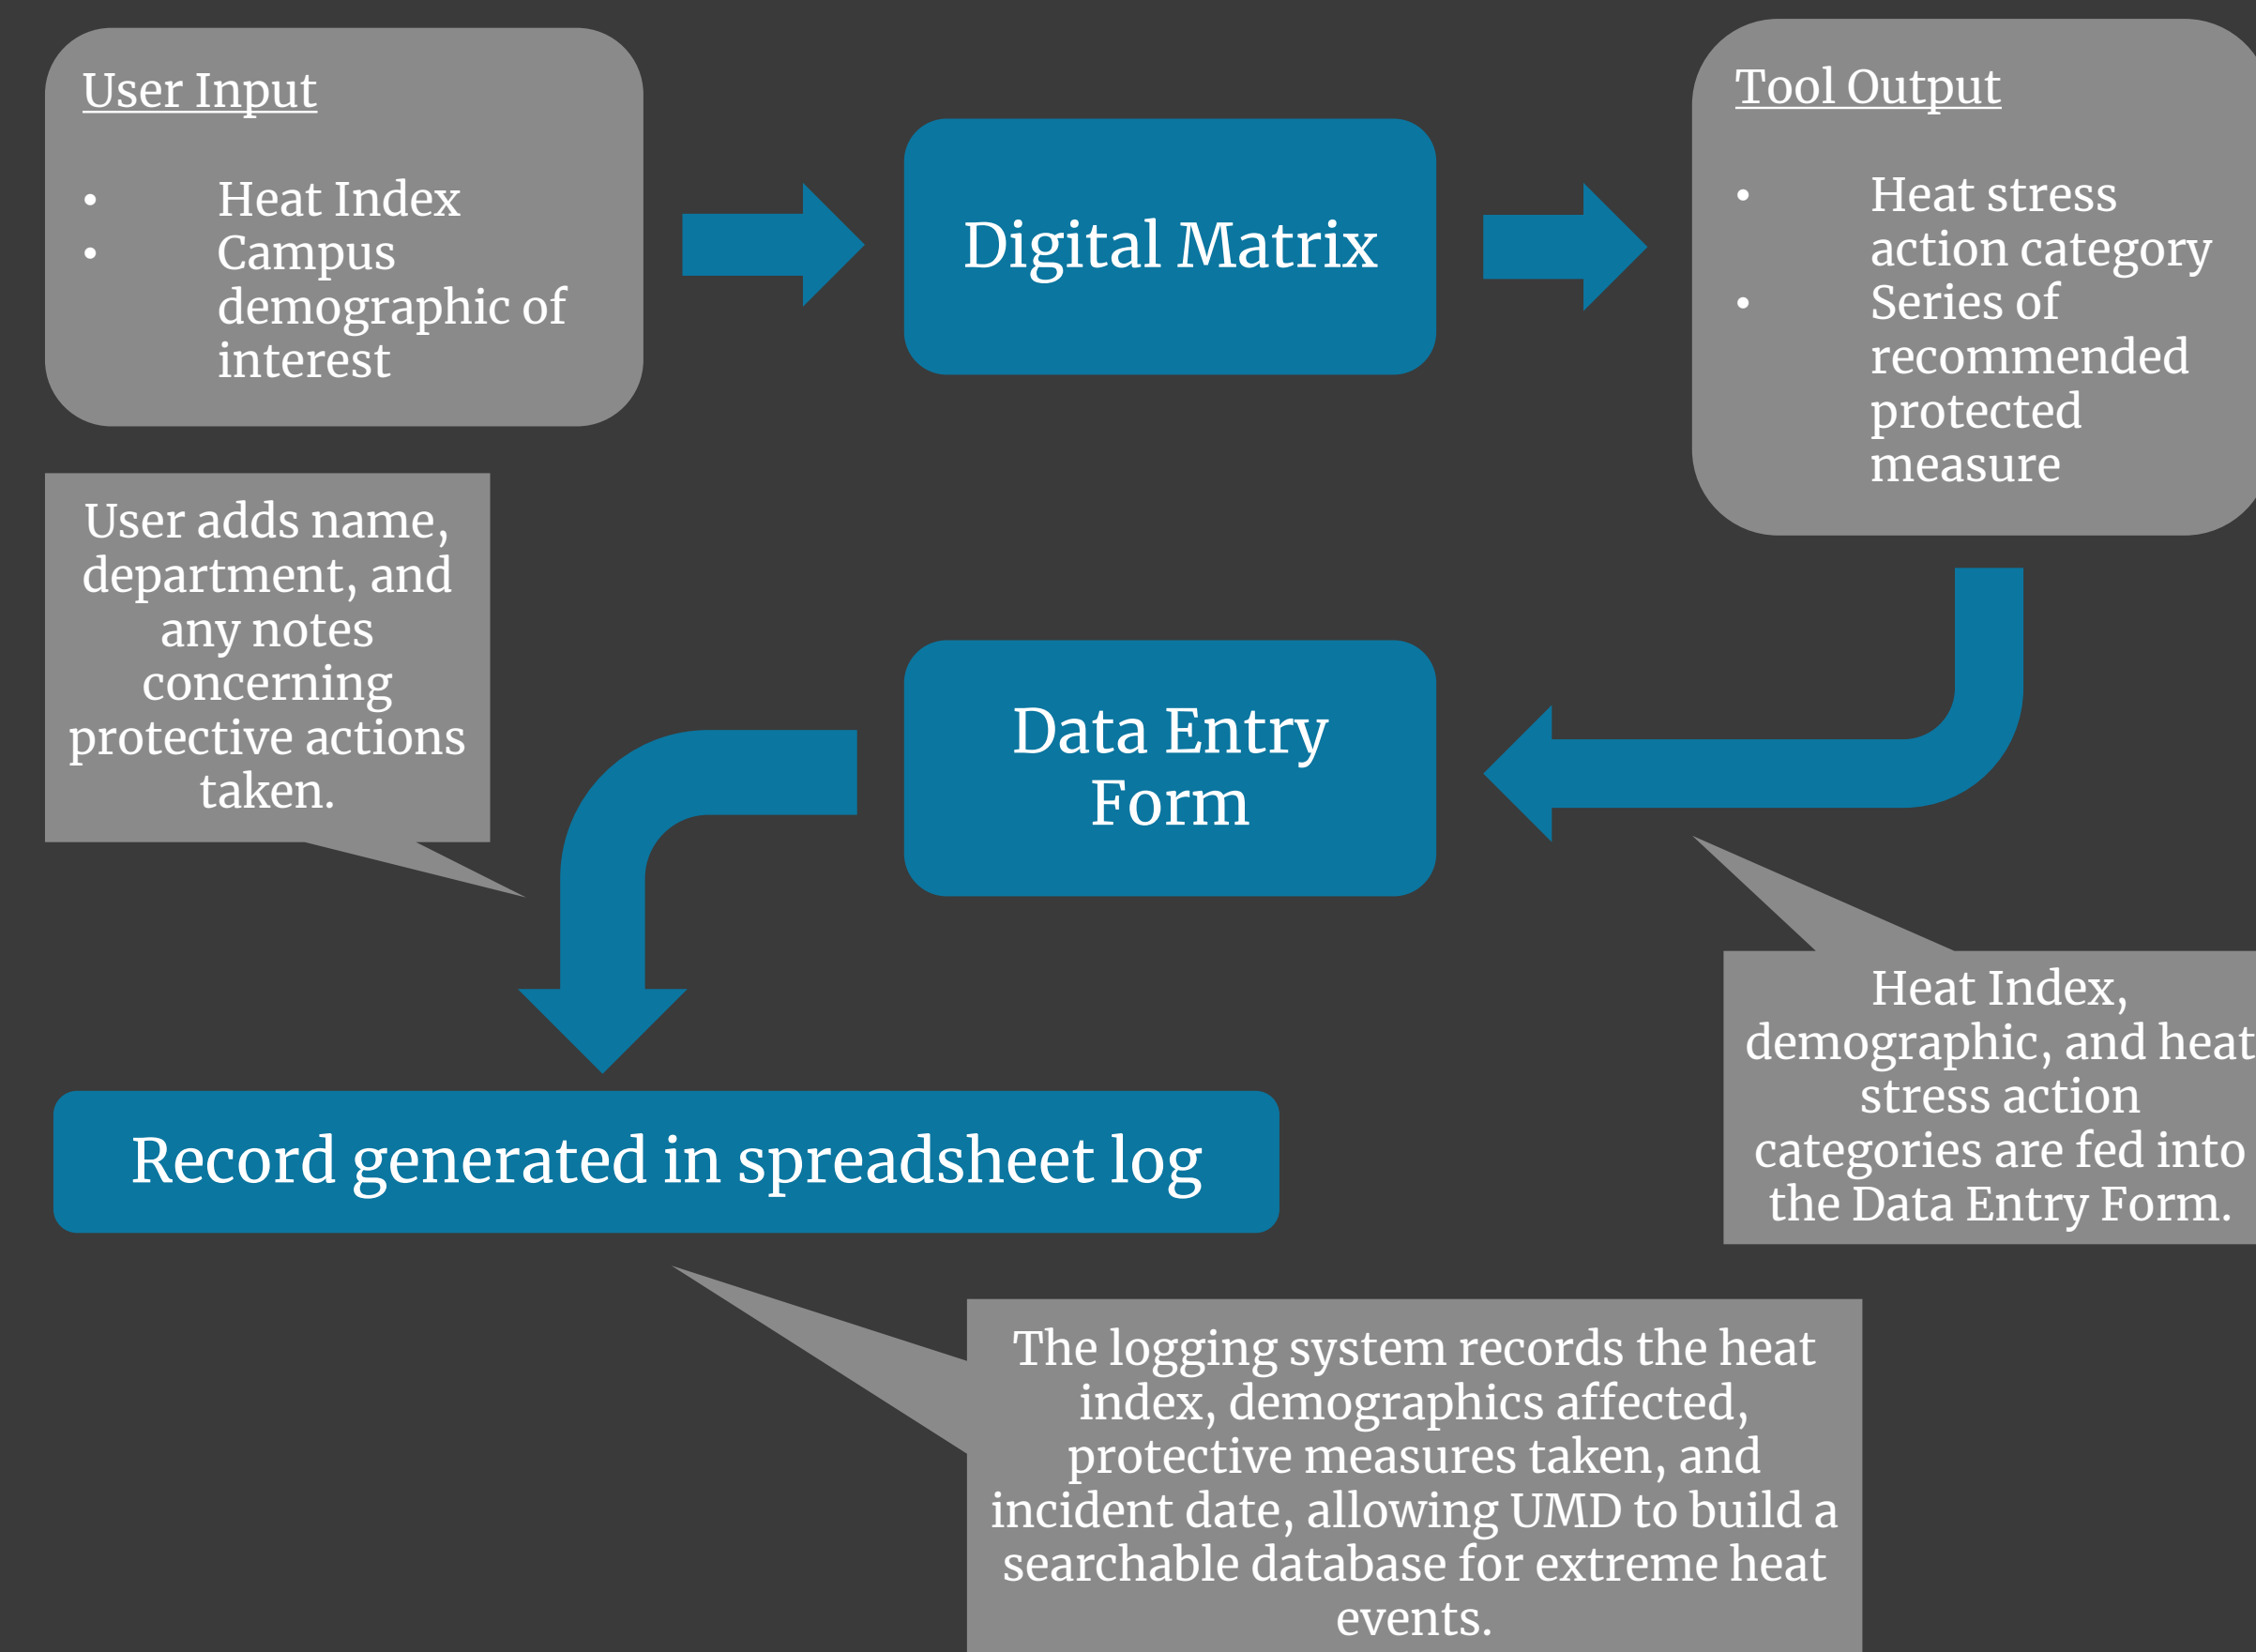 User Input
• Heat Index
• Campus
demographic of
interest
Digital Matrix
Tool Output
• Heat stress
action category
• Series of
recommended
protected
measure
User adds name,
department, and
any notes
concerning
protective actions
taken.
Data Entry
Form
Heat Index,
demographic, and heat
stress action
categories are fed into
the Data Entry Form.
Record generated in spreadsheet log
The logging system records the heat
index, demographics affected,
protective measures taken, and
incident date, allowing UMD to build a
searchable database for extreme heat
events.